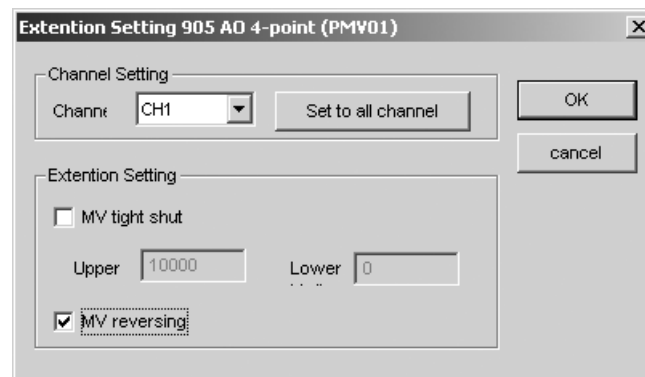 Extention Setting 905 AO 4-point (PMV01)
Channel Setting
Channe CH1 Set to all channel
OK
cancel
Extention Setting
MV tight shut
Upper 10000 Lower 0
MV reversing